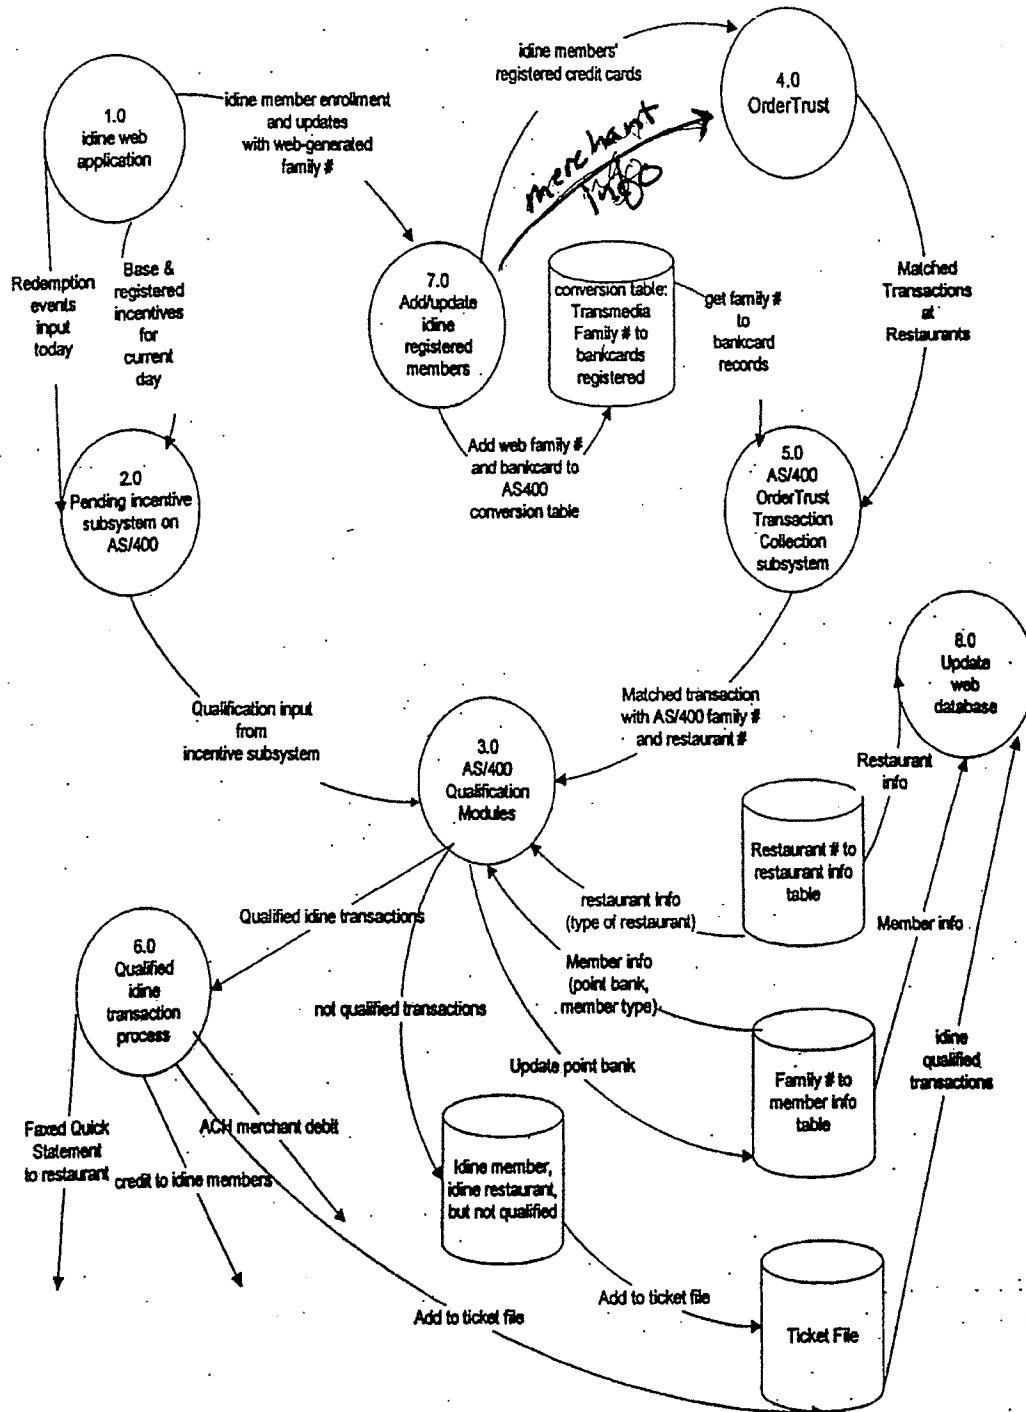 1.0
idine web
application
idine member enrollment
and updates
with web-generated
family #
idine members'
registered credit cards
4.0
OrderTrust
merchant
info
Redemption
events
input
today
Base &
registered
incentives
for
current
day
7.0
Add/update
idine
registered
members
conversion table:
Transmedia
Family # to
bankcards
registered
get family #
to
bankcard
records
Matched
Transactions
at
Restaurants
2.0
Pending incentive
subsystem on
AS/400
Add web family #
and bankcard to
AS400
conversion table
5.0
AS/400
OrderTrust
Transaction
Collection
subsystem
8.0
Update
web
database
Qualification input
from
incentive subsystem
3.0
AS/400
Qualification
Modules
Matched transaction
with AS/400 family #
and restaurant #
Restaurant
info
Restaurant # to
restaurant info
table
restaurant info
(type of restaurant)
Qualified idine transactions
6.0
Qualified
idine
transaction
process
not qualified transactions
Member info
(point bank,
member type)
Member info
Update point bank
Family # to
member info
table
idine
qualified
transactions
Faxed Quick
Statement
to restaurant
credit to idine members
ACH merchant debit
Idine member,
idine restaurant,
but not qualified
Add to ticket file
Add to ticket file
Ticket File